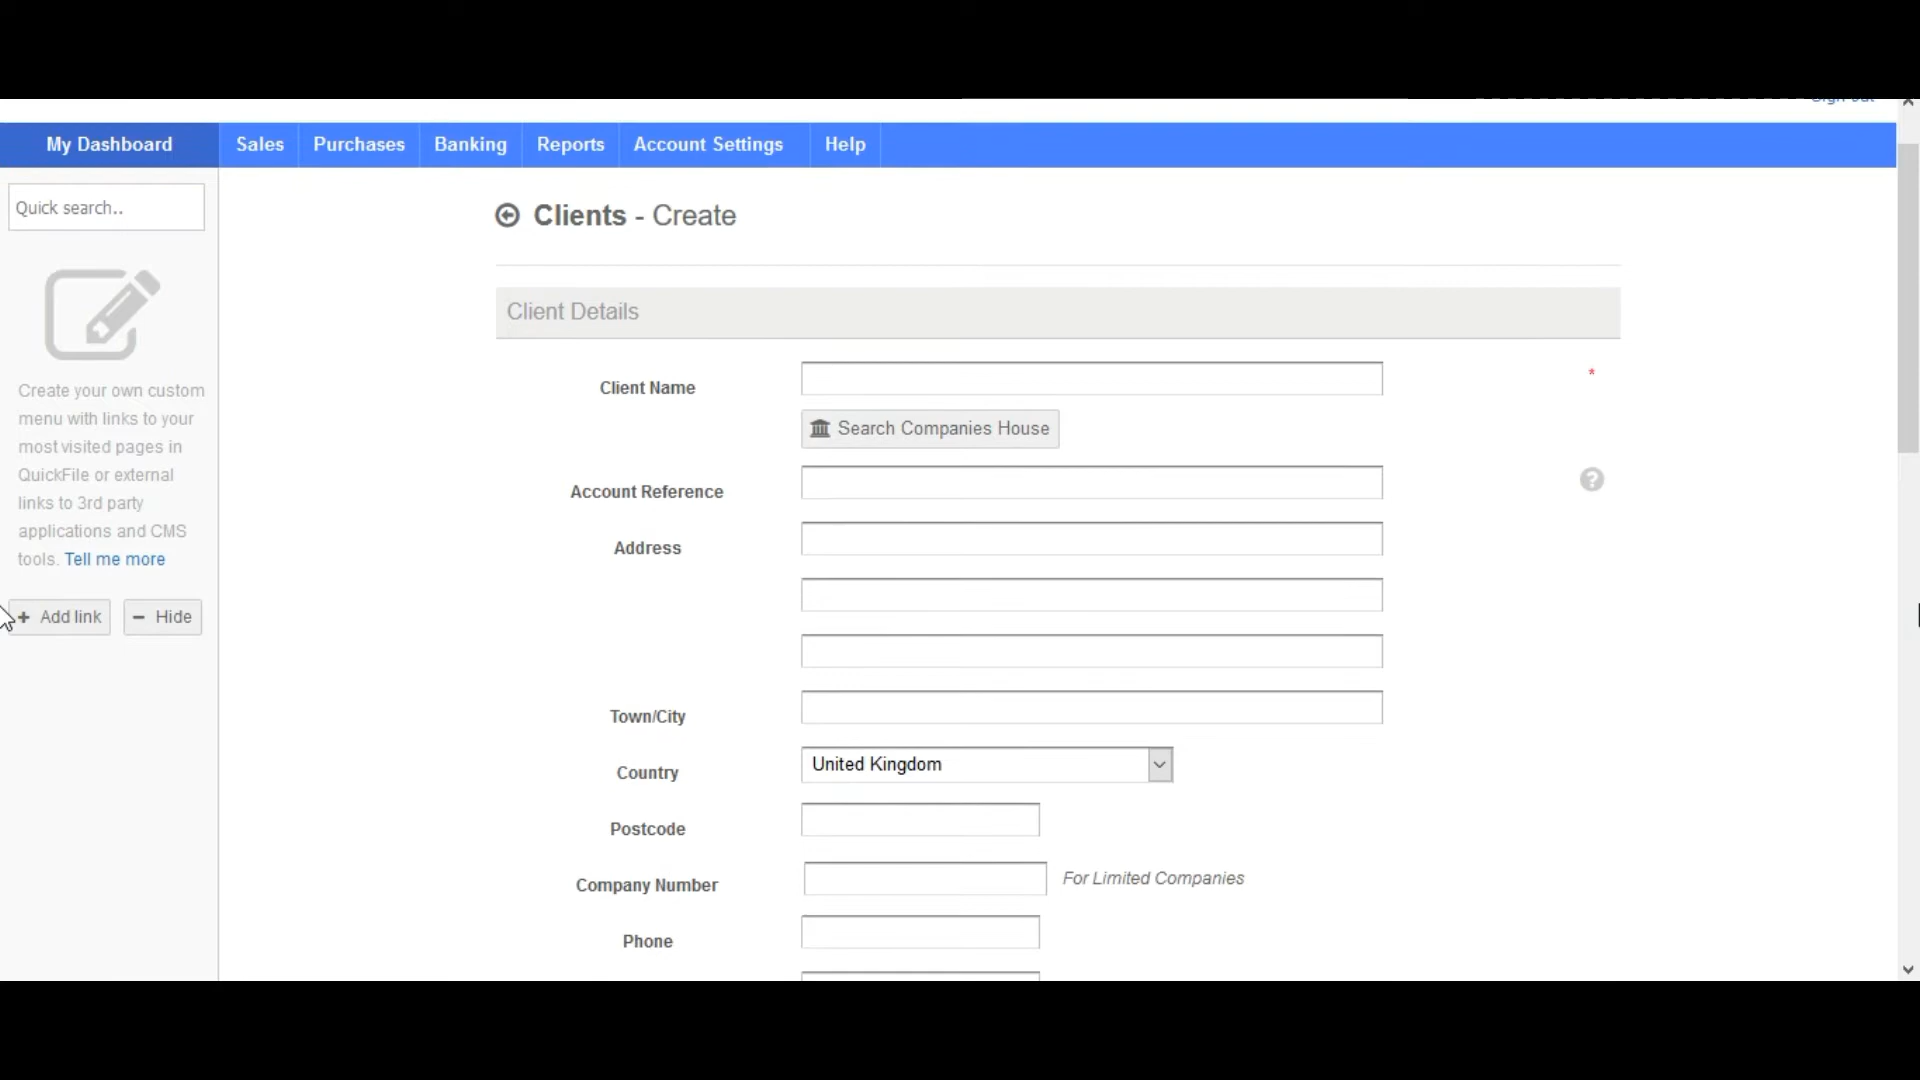 My Dashboard Sales Purchases Banking Reports Account Settings Help
Quick search..
Create your own custom
menu with links to your
most visited pages in
QuickFile or external
links to 3rd party
applications and CMS
tools. Tell me more
+ Add link − Hide
Clients - Create
Client Details
Client Name *
Search Companies House
Account Reference ?
Address
Town/City
Country United Kingdom
Postcode
Company Number For Limited Companies
Phone